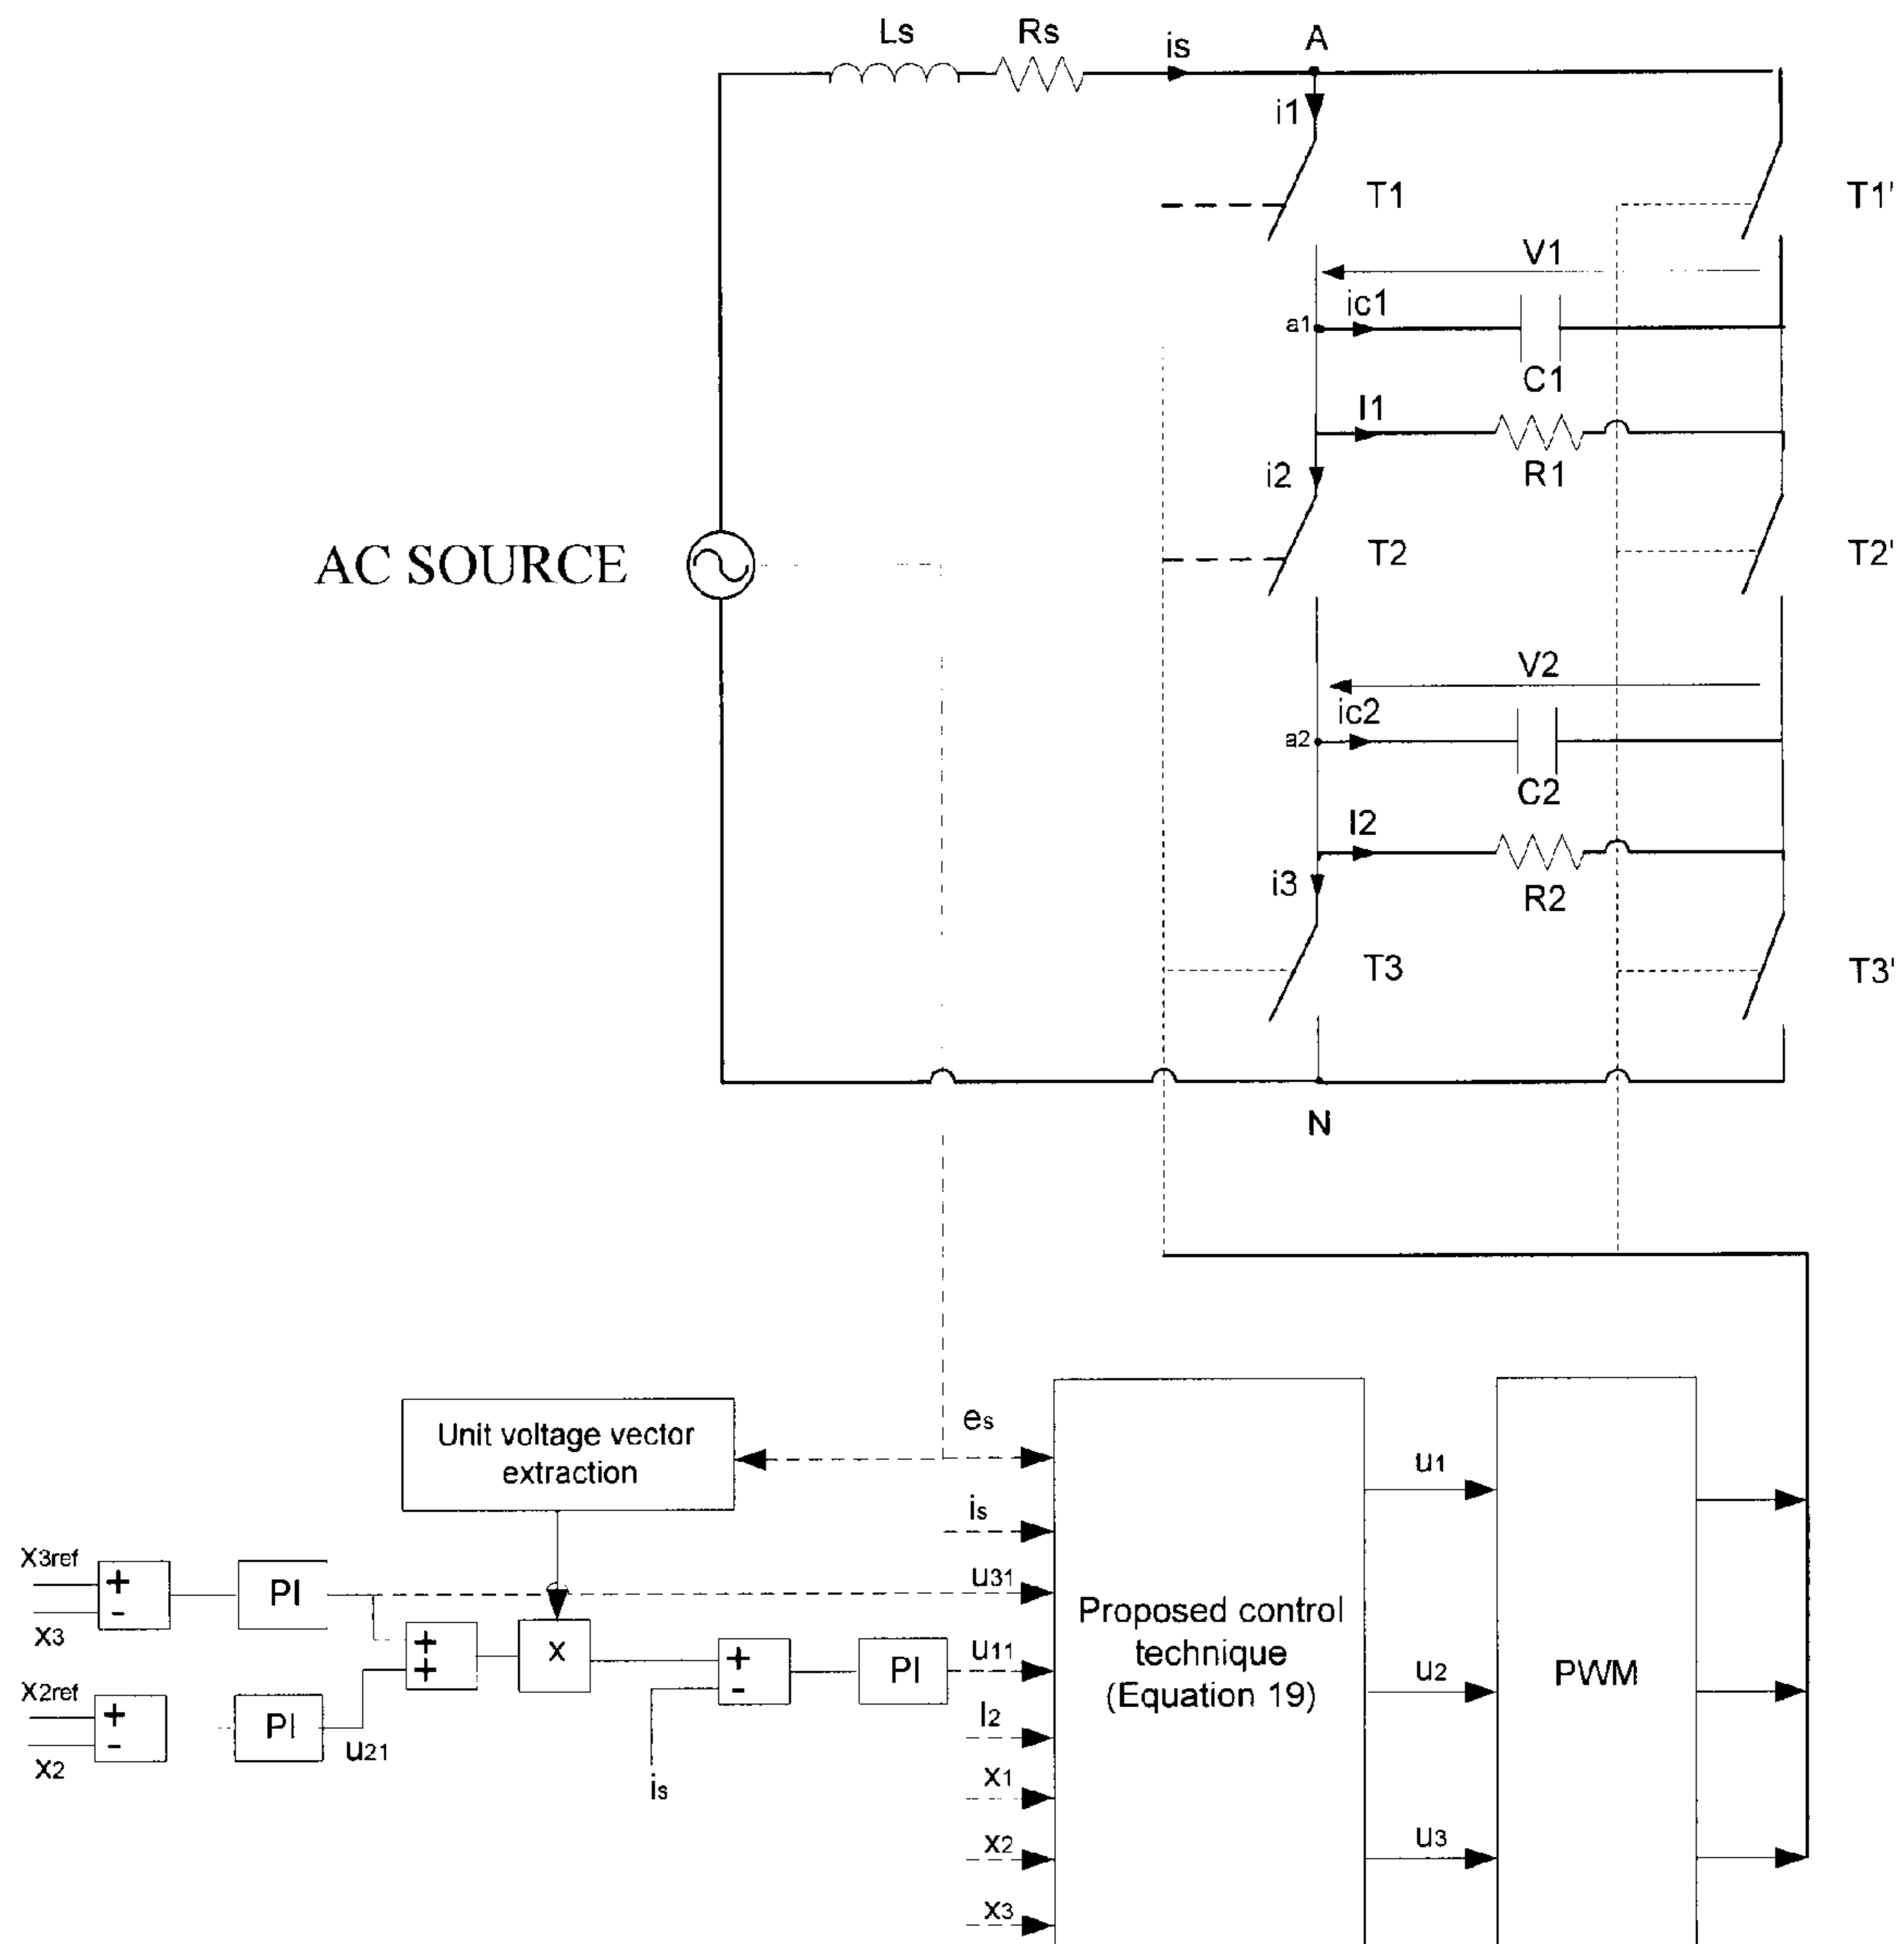 Ls
Rs
is
A
i1
T1
T1'
V1
ic1
a1
C1
I1
R1
i2
AC SOURCE
T2
T2'
V2
ic2
a2
C2
I2
R2
i3
T3
T3'
N
Unit voltage vector
extraction
es
is
u31
u11
I2
x1
x2
x3
Proposed control
technique
(Equation 19)
u1
u2
u3
PWM
x3ref
+
-
x3
PI
x2ref
+
-
x2
PI
u21
+
+
x
+
-
is
PI